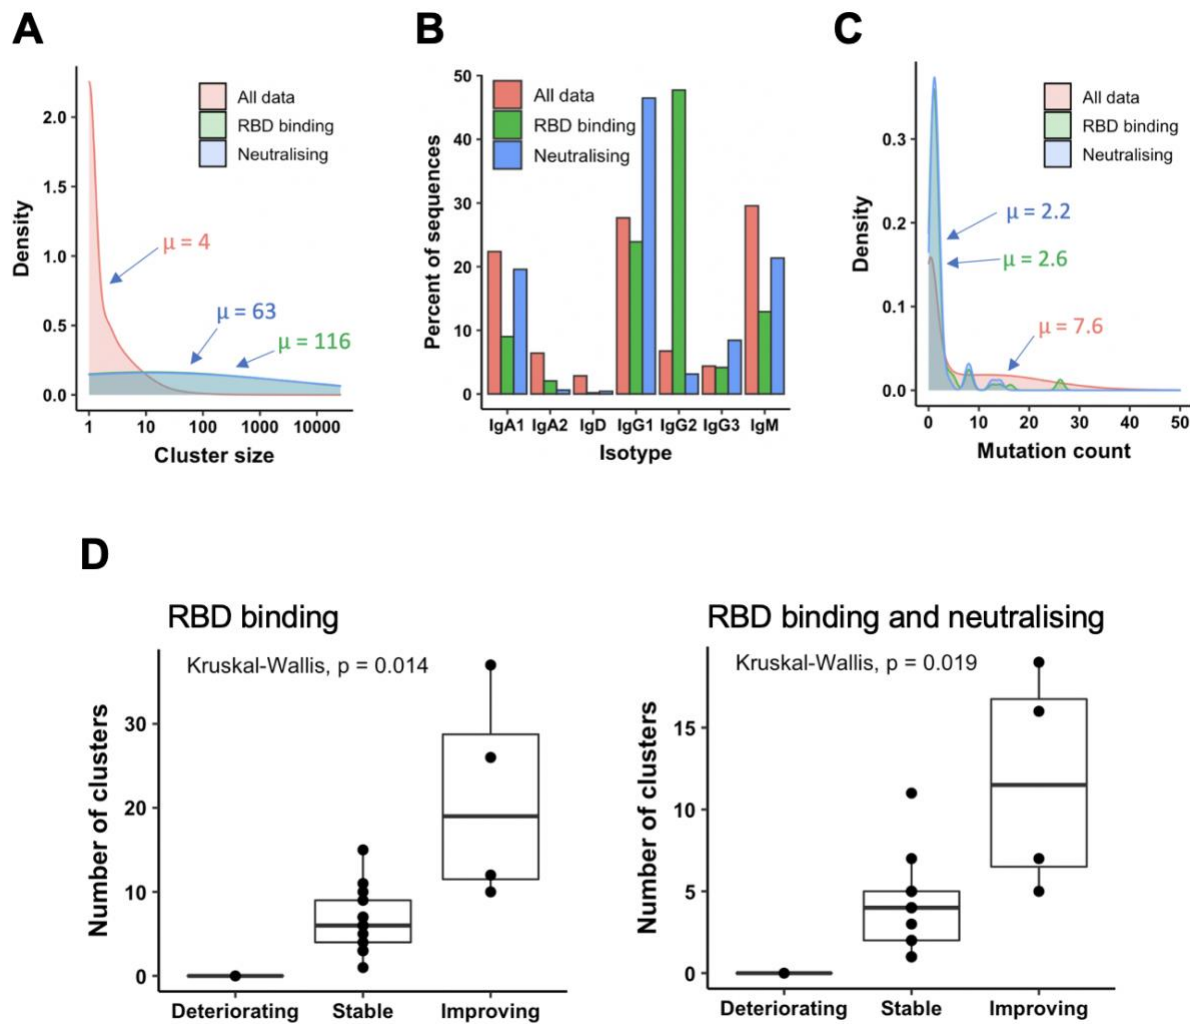 A
Density
2.0
1.5
1.0
0.5
0.0
All data
RBD binding
Neutralising
μ = 4
μ = 63
μ = 116
1 10 100 1000 10000
Cluster size
B
Percent of sequences
50
40
30
20
10
0
All data
RBD binding
Neutralising
IgA1 IgA2 IgD IgG1 IgG2 IgG3 IgM
Isotype
C
Density
0.3
0.2
0.1
0.0
All data
RBD binding
Neutralising
μ = 2.2
μ = 2.6
μ = 7.6
0 10 20 30 40 50
Mutation count
D
RBD binding
Kruskal-Wallis, p = 0.014
Number of clusters
30
20
10
0
Deteriorating Stable Improving
RBD binding and neutralising
Kruskal-Wallis, p = 0.019
Number of clusters
15
10
5
0
Deteriorating Stable Improving